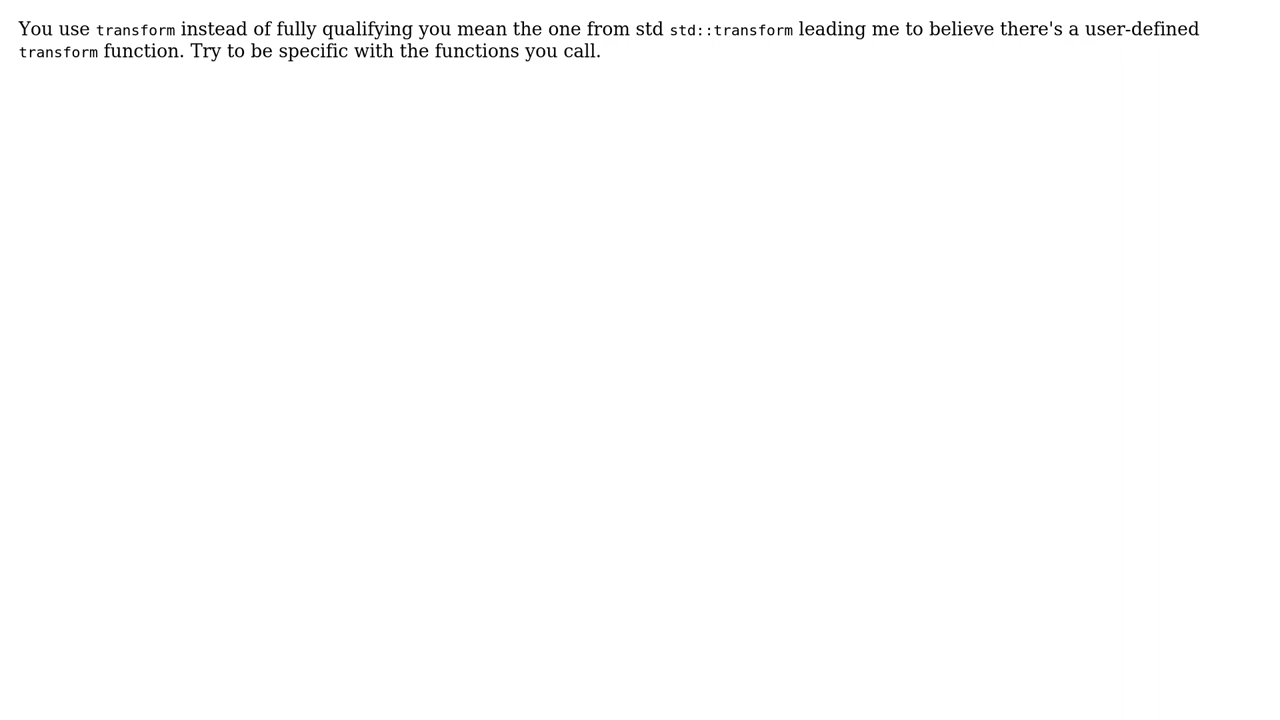 You use transform instead of fully qualifying you mean the one from std std::transform leading me to believe there's a user-defined
transform function. Try to be specific with the functions you call.